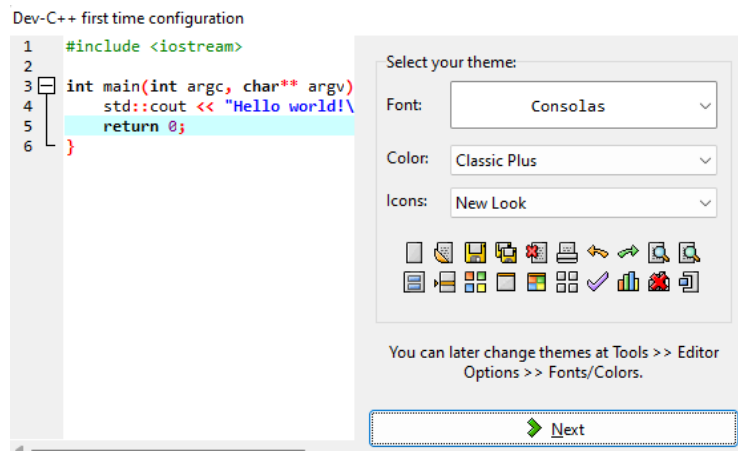 Dev-C++ first time configuration
1 #include <iostream>
2
3 int main(int argc, char** argv)
4 std::cout << "Hello world!\
5 return 0;
6 }
Select your theme:
Font: Consolas
Color: Classic Plus
Icons: New Look
You can later change themes at Tools >> Editor
Options >> Fonts/Colors.
Next